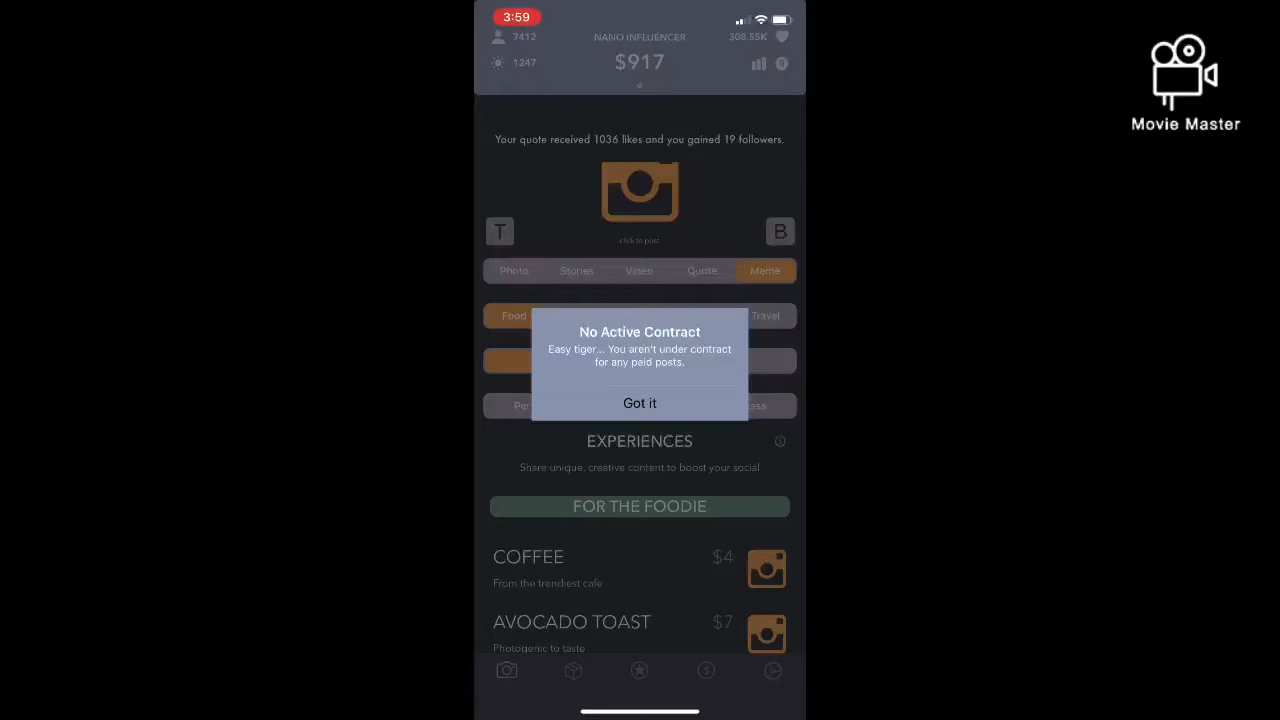 3:59
7412
NANO INFLUENCER
308.55K
1247
$917
Your quote received 1036 likes and you gained 19 followers.
T
B
click to post
Photo
Stories
Video
Quote
Meme
Food
Travel
No Active Contract
Easy tiger... You aren't under contract
for any paid posts.
Got it
EXPERIENCES
Share unique, creative content to boost your social
FOR THE FOODIE
COFFEE
$4
From the trendiest cafe
AVOCADO TOAST
$7
Photogenic to taste
Movie Master